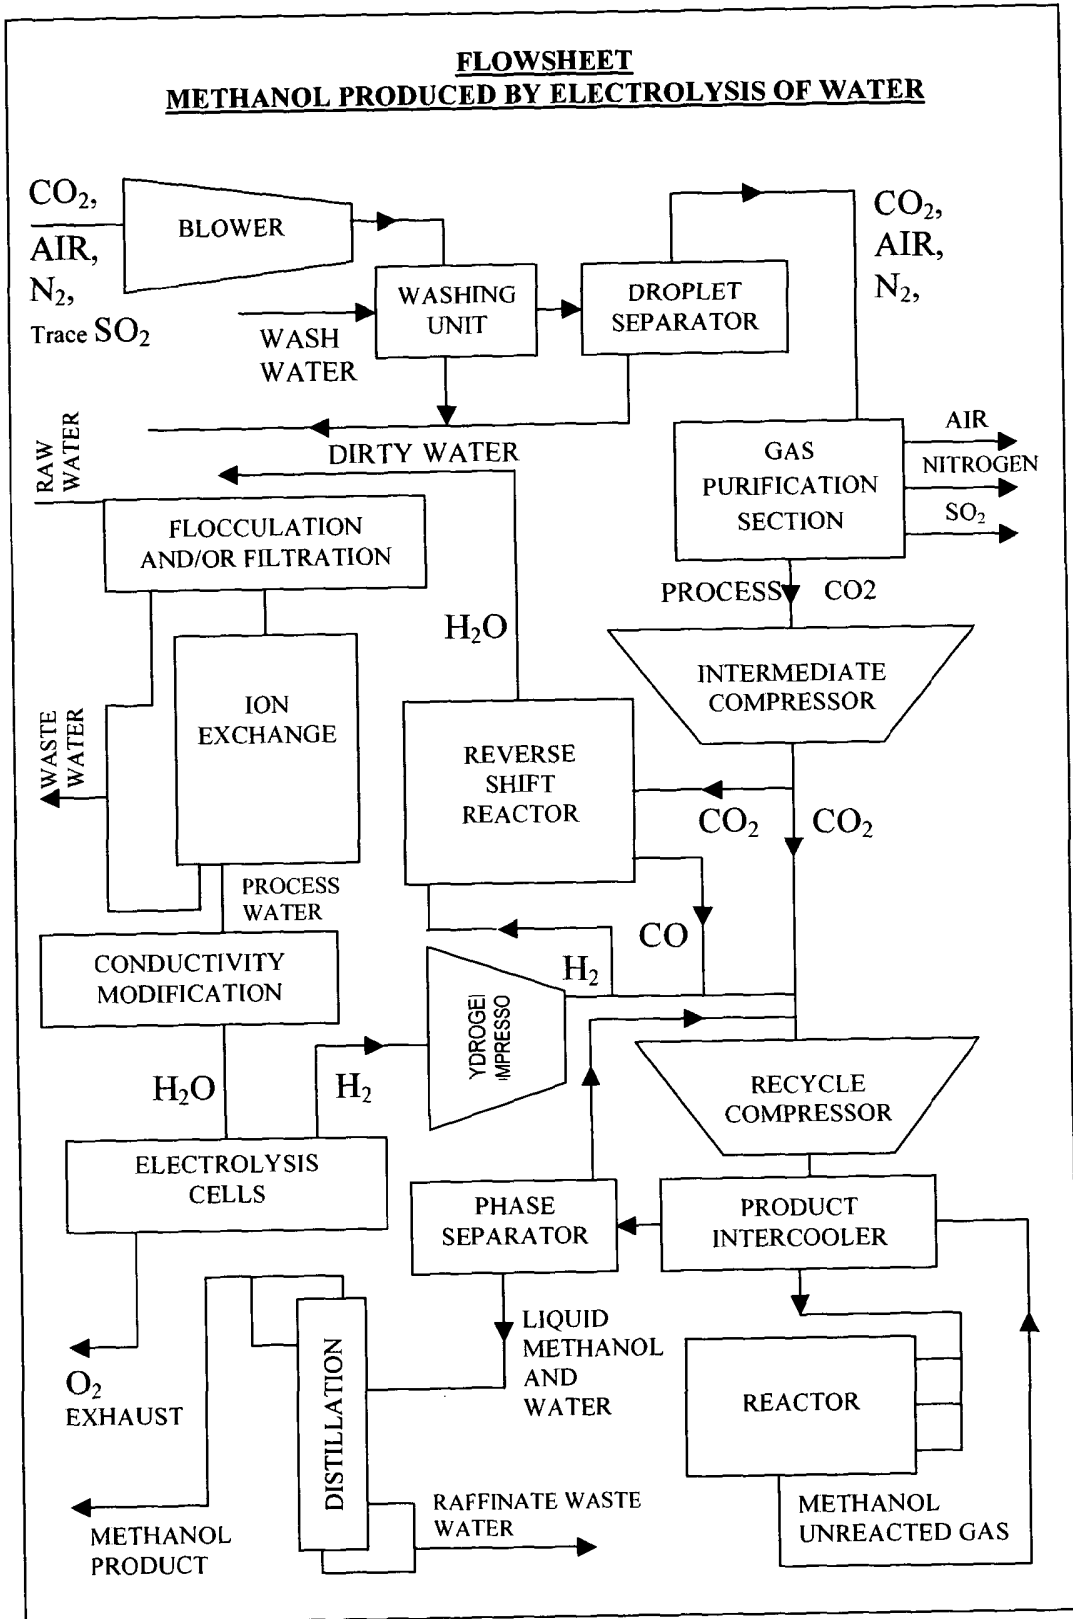 FLOWSHEET
METHANOL PRODUCED BY ELECTROLYSIS OF WATER
CO₂,
AIR,
N₂,
Trace SO₂
BLOWER
WASHING
UNIT
WASH
WATER
DROPLET
SEPARATOR
CO₂,
AIR,
N₂,
DIRTY WATER
RAW
WATER
FLOCCULATION
AND/OR FILTRATION
GAS
PURIFICATION
SECTION
AIR
NITROGEN
SO₂
PROCESS
CO2
H₂O
INTERMEDIATE
COMPRESSOR
ION
EXCHANGE
WASTE
WATER
REVERSE
SHIFT
REACTOR
CO₂
CO₂
PROCESS
WATER
CO
H₂
CONDUCTIVITY
MODIFICATION
YDROGE
MPRESSO
H₂O
H₂
RECYCLE
COMPRESSOR
ELECTROLYSIS
CELLS
PHASE
SEPARATOR
PRODUCT
INTERCOOLER
O₂
EXHAUST
DISTILLATION
LIQUID
METHANOL
AND
WATER
REACTOR
METHANOL
PRODUCT
RAFFINATE WASTE
WATER
METHANOL
UNREACTED GAS